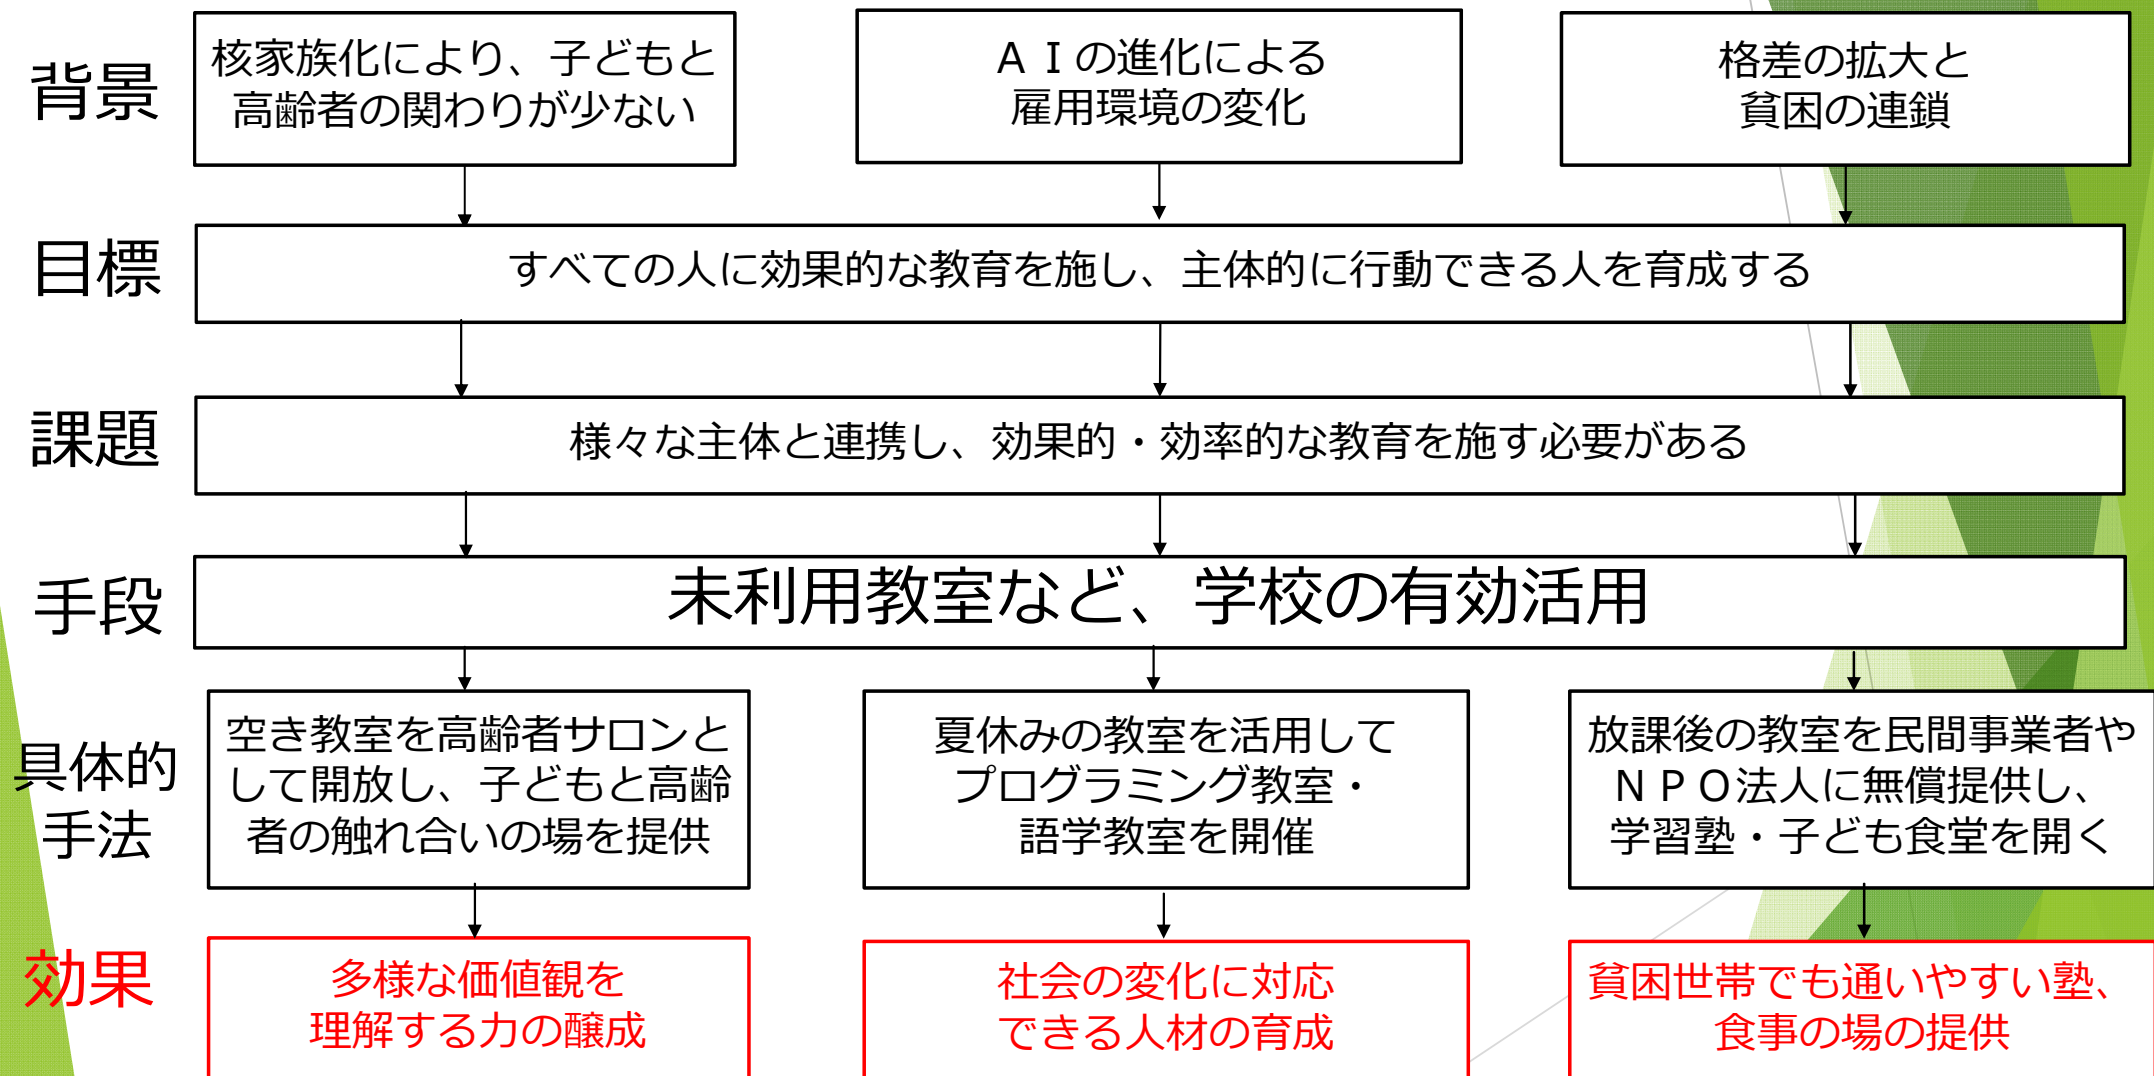 背景
核家族化により、子どもと
高齢者の関わりが少ない
ＡＩの進化による
雇用環境の変化
格差の拡大と
貧困の連鎖
目標
すべての人に効果的な教育を施し、主体的に行動できる人を育成する
課題
様々な主体と連携し、効果的・効率的な教育を施す必要がある
手段
未利用教室など、学校の有効活用
具体的
手法
空き教室を高齢者サロンと
して開放し、子どもと高齢
者の触れ合いの場を提供
夏休みの教室を活用して
プログラミング教室・
語学教室を開催
放課後の教室を民間事業者や
ＮＰＯ法人に無償提供し、
学習塾・子ども食堂を開く
効果
多様な価値観を
理解する力の醸成
社会の変化に対応
できる人材の育成
貧困世帯でも通いやすい塾、
食事の場の提供